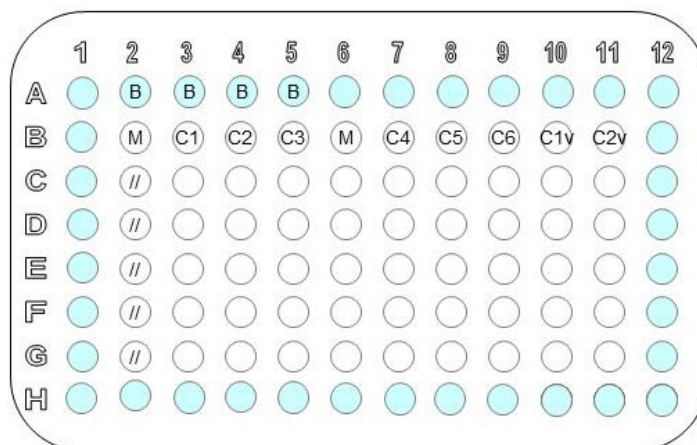 1 2 3 4 5 6 7 8 9 10 11 12
A B B B B
B M C1 C2 C3 M C4 C5 C6 C1v C2v
C //
D //
E //
F //
G //
H